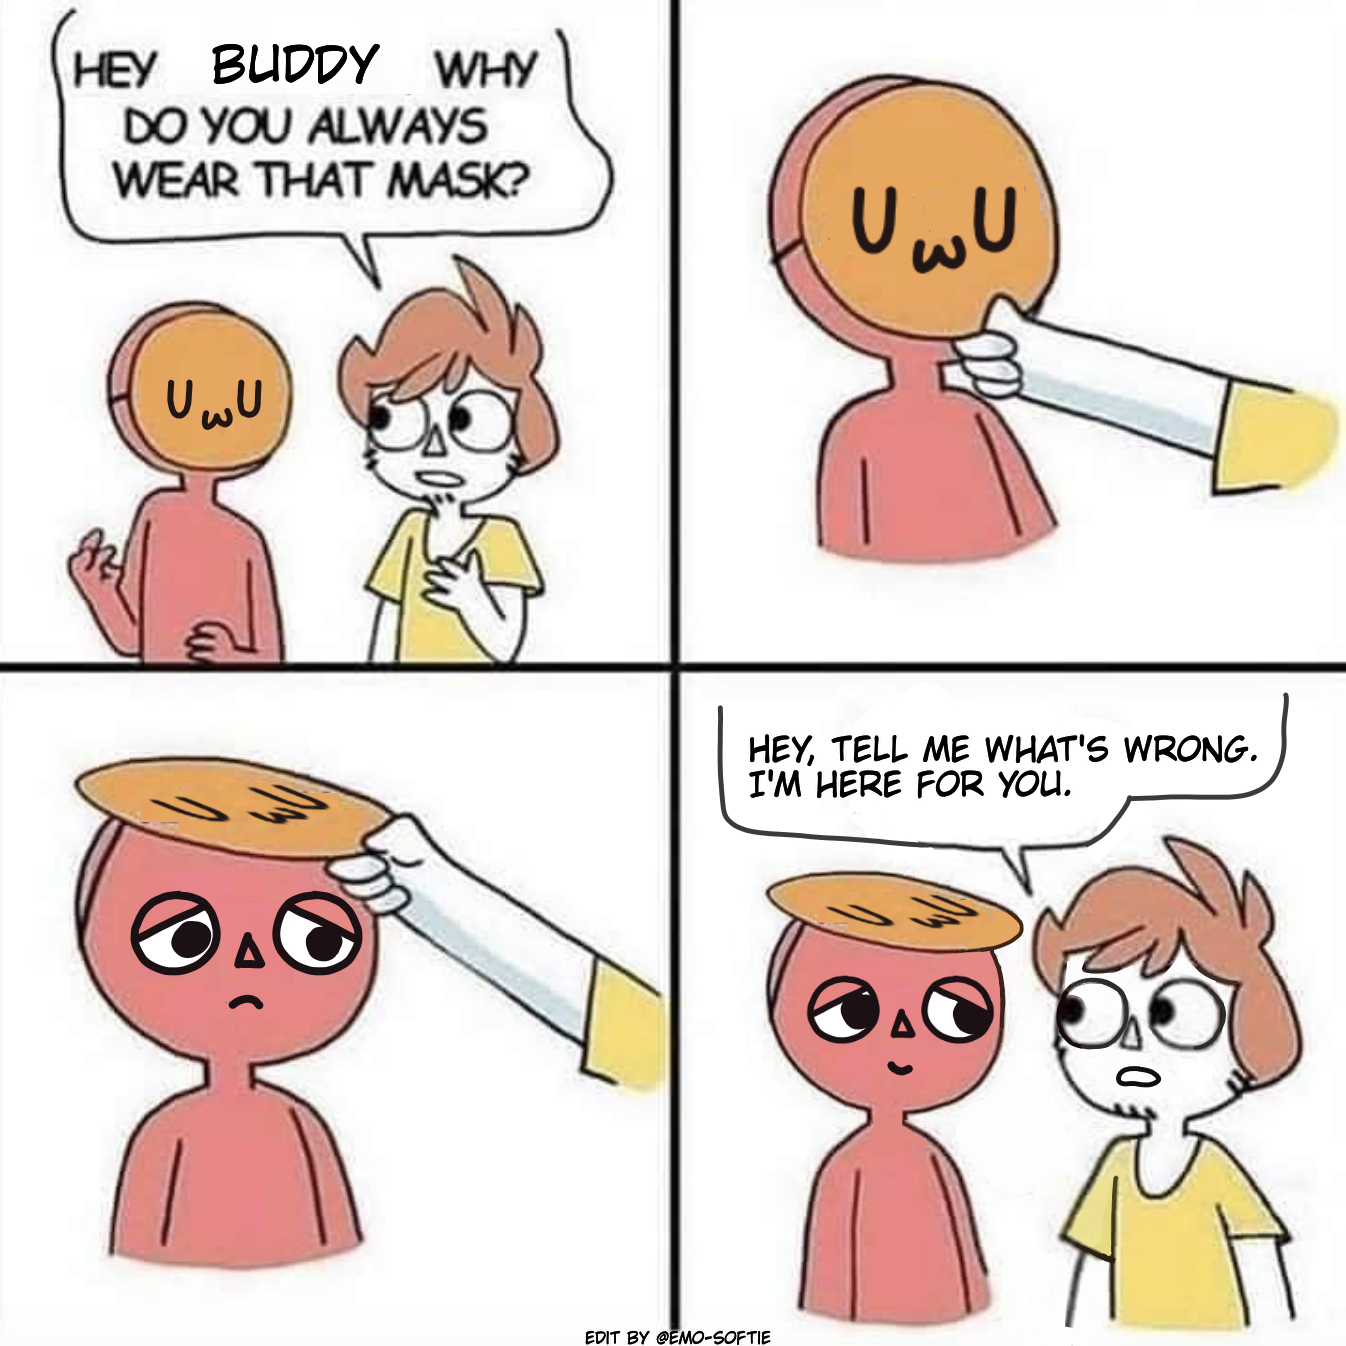 HEY BUDDY WHY
DO YOU ALWAYS
WEAR THAT MASK?
UwU
UwU
UwU
HEY, TELL ME WHAT'S WRONG.
I'M HERE FOR YOU.
UwU
EDIT BY @EMO-SOFTIE